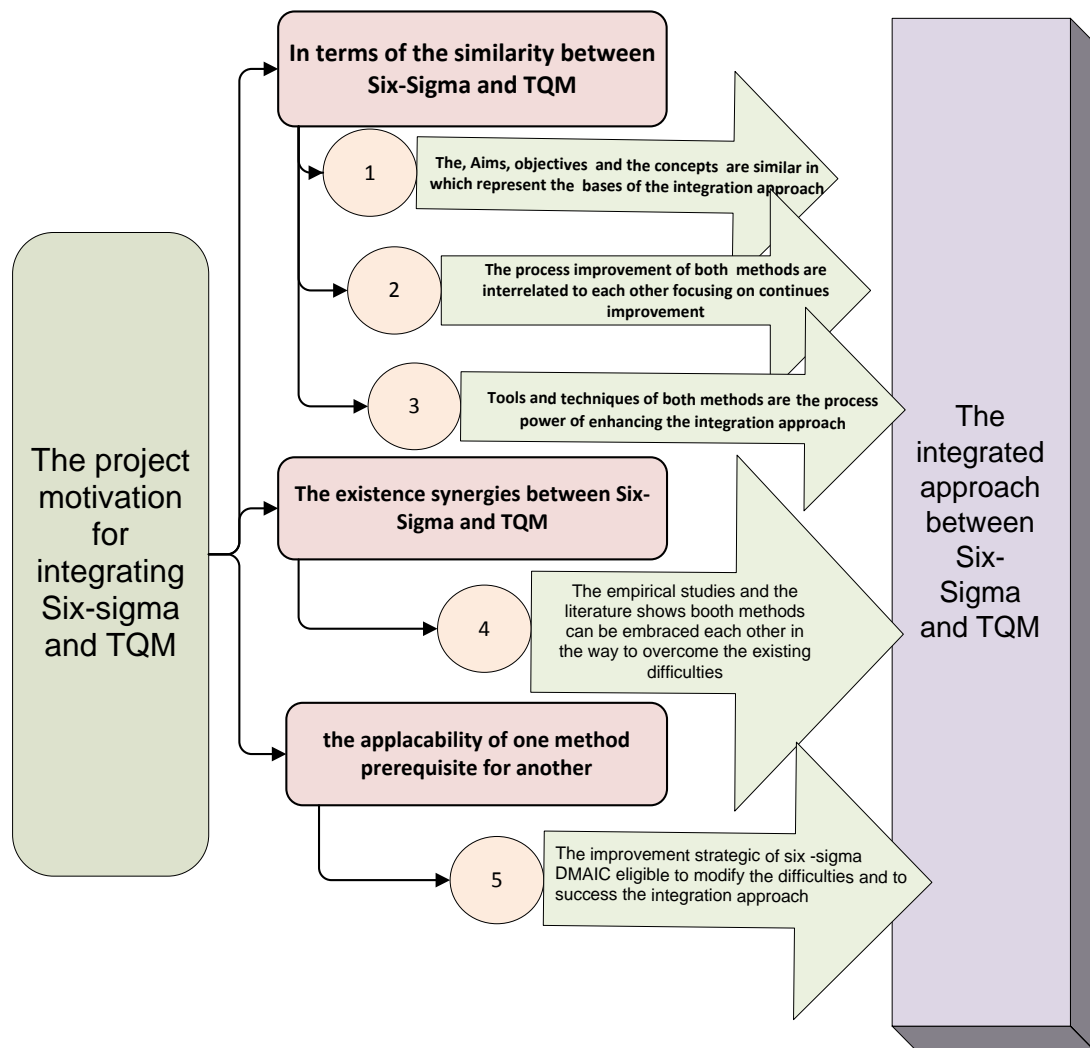 The project
motivation
for
integrating
Six-sigma
and TQM
In terms of the similarity between
Six-Sigma and TQM
1
The, Aims, objectives and the concepts are similar in
which represent the bases of the integration approach
2
The process improvement of both methods are
interrelated to each other focusing on continues
improvement
3
Tools and techniques of both methods are the process
power of enhancing the integration approach
The existence synergies between Six-
Sigma and TQM
4
The empirical studies and the
literature shows booth methods
can be embraced each other in
the way to overcome the existing
difficulties
the applacability of one method
prerequisite for another
5
The improvement strategic of six -sigma
DMAIC eligible to modify the difficulties and to
success the integration approach
The
integrated
approach
between
Six-
Sigma
and TQM